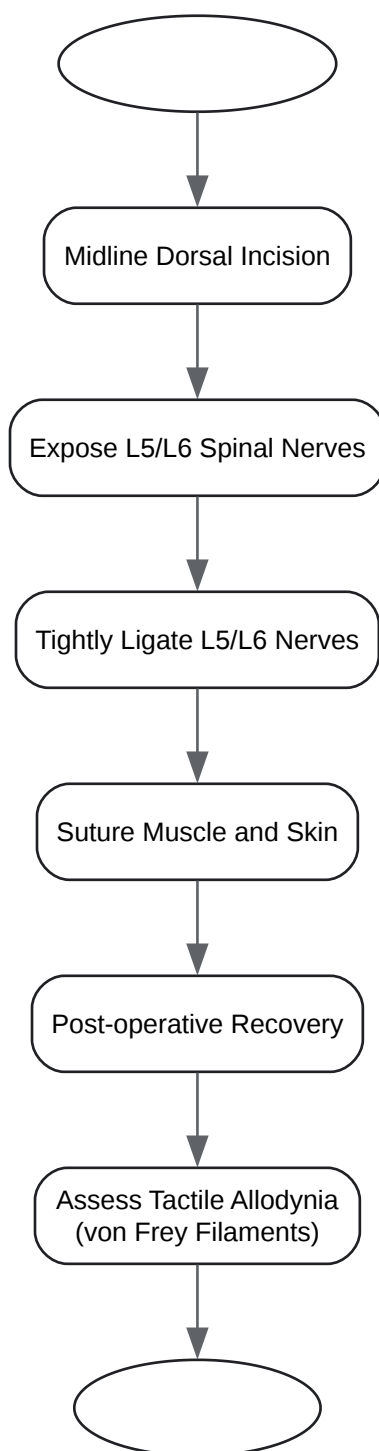 Midline Dorsal Incision
Expose L5/L6 Spinal Nerves
Tightly Ligate L5/L6 Nerves
Suture Muscle and Skin
Post-operative Recovery
Assess Tactile Allodynia
(von Frey Filaments)